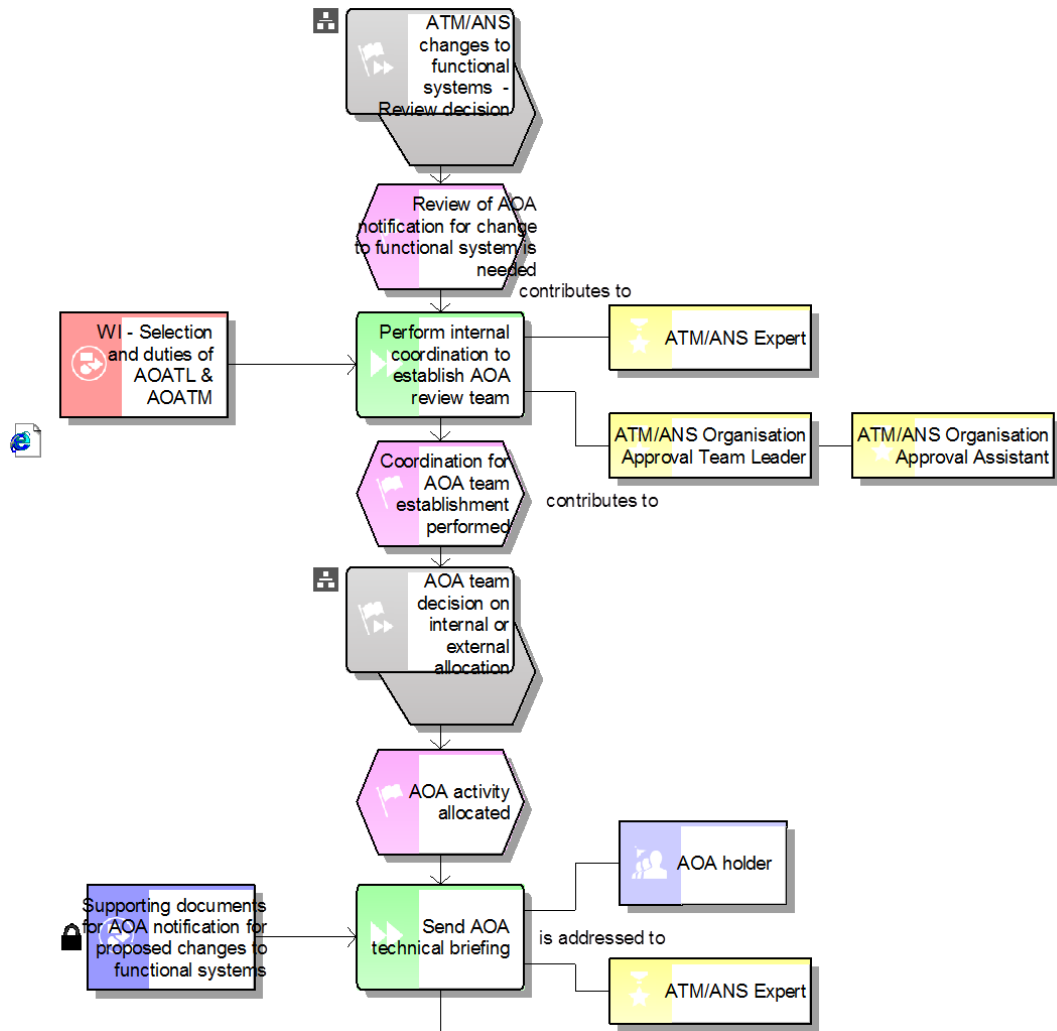 ATM/ANS
changes to
functional
systems -
Review decision
Review of AOA
notification for change
to functional system is
needed
contributes to
WI - Selection
and duties of
AOATL &
AOATM
Perform internal
coordination to
establish AOA
review team
ATM/ANS Expert
ATM/ANS Organisation
Approval Team Leader
ATM/ANS Organisation
Approval Assistant
Coordination for
AOA team
establishment
performed
contributes to
AOA team
decision on
internal or
external
allocation
AOA activity
allocated
AOA holder
Supporting documents
for AOA notification for
proposed changes to
functional systems
Send AOA
technical briefing
is addressed to
ATM/ANS Expert